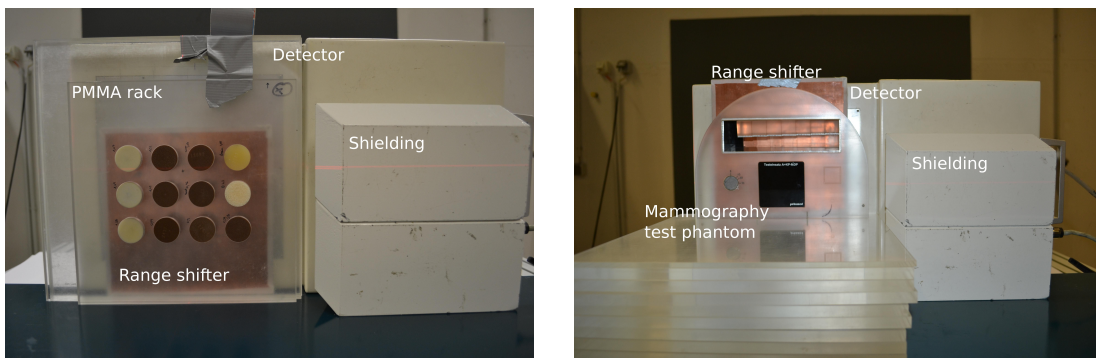 Detector
PMMA rack
Shielding
Range shifter
Range shifter
Detector
Shielding
Mammography
test phantom